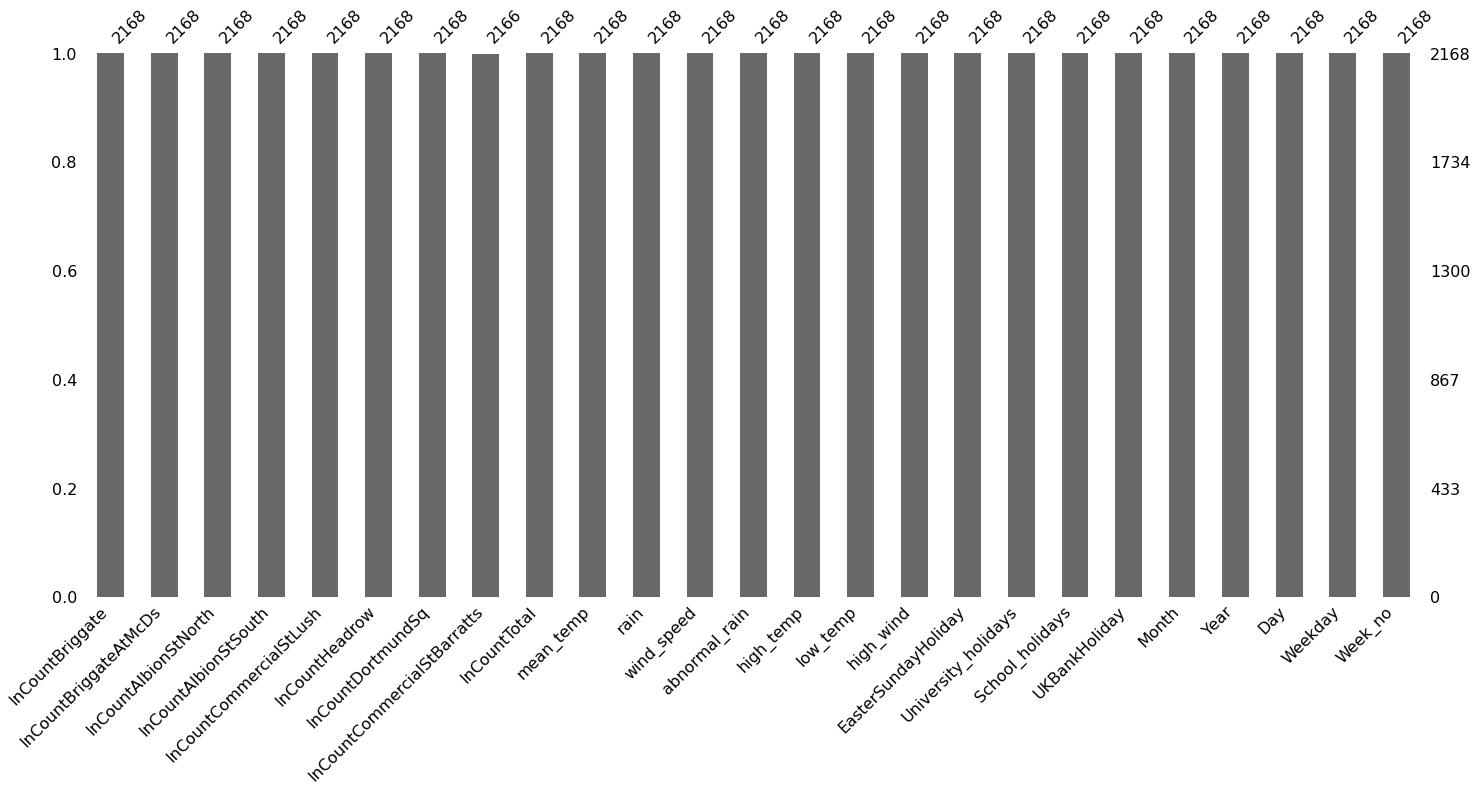 2168 2168 2168 2168 2168 2168 2168 2166 2168 2168 2168 2168 2168 2168 2168 2168 2168 2168 2168 2168 2168 2168 2168 2168 2168
1.0 2168
0.8 1734
0.6 1300
0.4 867
0.2 433
0.0 0
InCountBriggate
InCountBriggateAtMcDs
InCountAlbionStNorth
InCountAlbionStSouth
InCountCommercialStLush
InCountHeadrow
InCountDortmundSq
InCountCommercialStBarratts
InCountTotal
mean_temp
rain
wind_speed
abnormal_rain
high_temp
low_temp
high_wind
EasterSundayHoliday
University_holidays
School_holidays
UKBankHoliday
Month
Year
Day
Weekday
Week_no